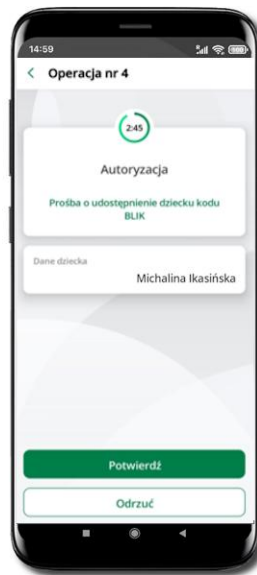 14:59
Operacja nr 4
2:45
Autoryzacja
Prośba o udostępnienie dziecku kodu
BLIK
Dane dziecka
Michalina Ikasińska
Potwierdź
Odrzuć